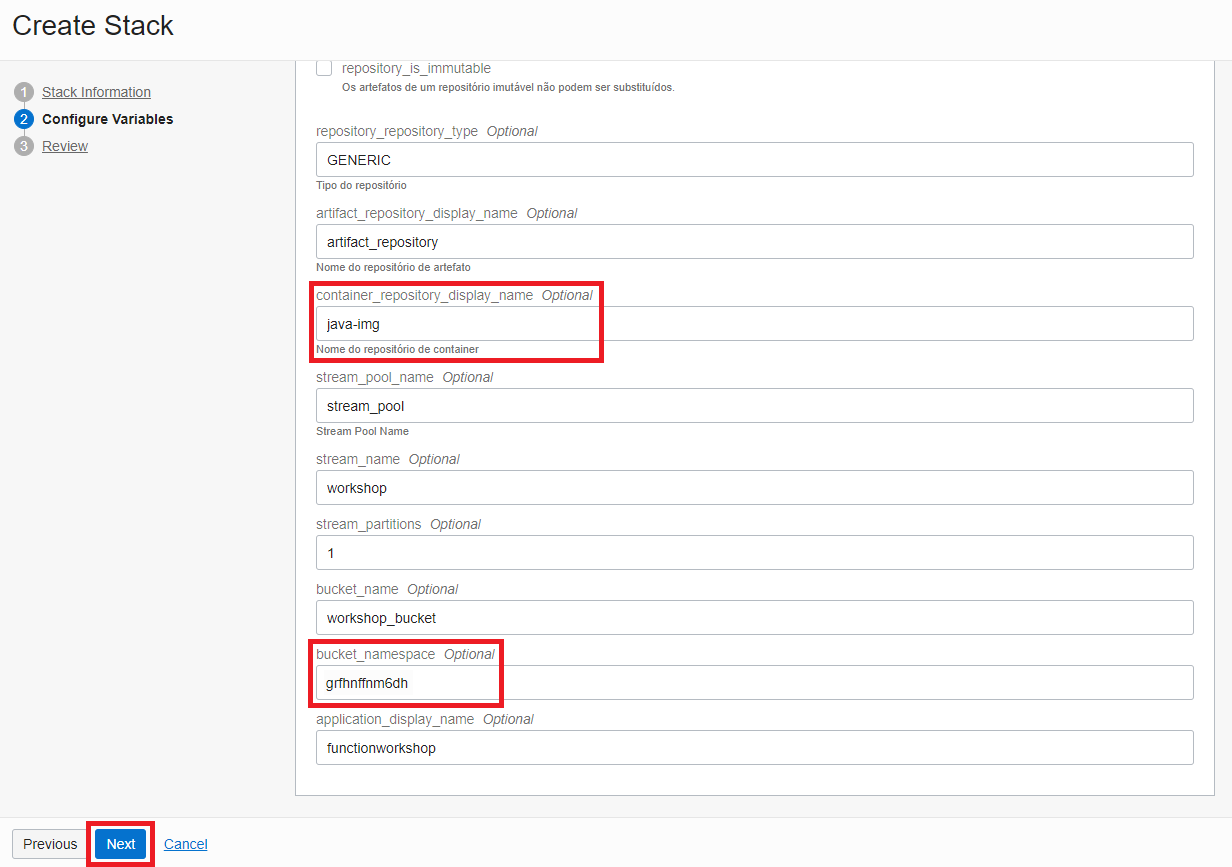 Create Stack
1 Stack Information
2 Configure Variables
3 Review
repository_is_immutable
Os artefatos de um repositório imutável não podem ser substituídos.
repository_repository_type Optional
GENERIC
Tipo do repositório
artifact_repository_display_name Optional
artifact_repository
Nome do repositório de artefato
container_repository_display_name Optional
java-img
Nome do repositório de container
stream_pool_name Optional
stream_pool
Stream Pool Name
stream_name Optional
workshop
stream_partitions Optional
1
bucket_name Optional
workshop_bucket
bucket_namespace Optional
grfhnffnm6dh
application_display_name Optional
functionworkshop
Previous Next Cancel